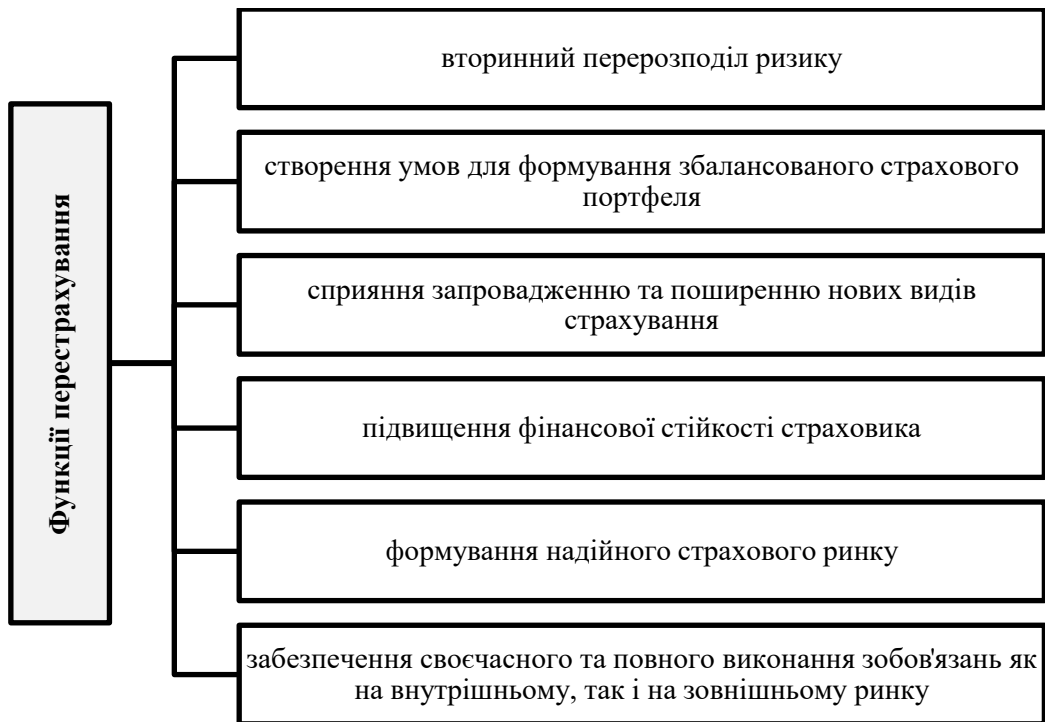 Функції перестрахування
вторинний перерозподіл ризику
створення умов для формування збалансованого страхового
портфеля
сприяння запровадженню та поширенню нових видів
страхування
підвищення фінансової стійкості страховика
формування надійного страхового ринку
забезпечення своєчасного та повного виконання зобов'язань як
на внутрішньому, так і на зовнішньому ринку